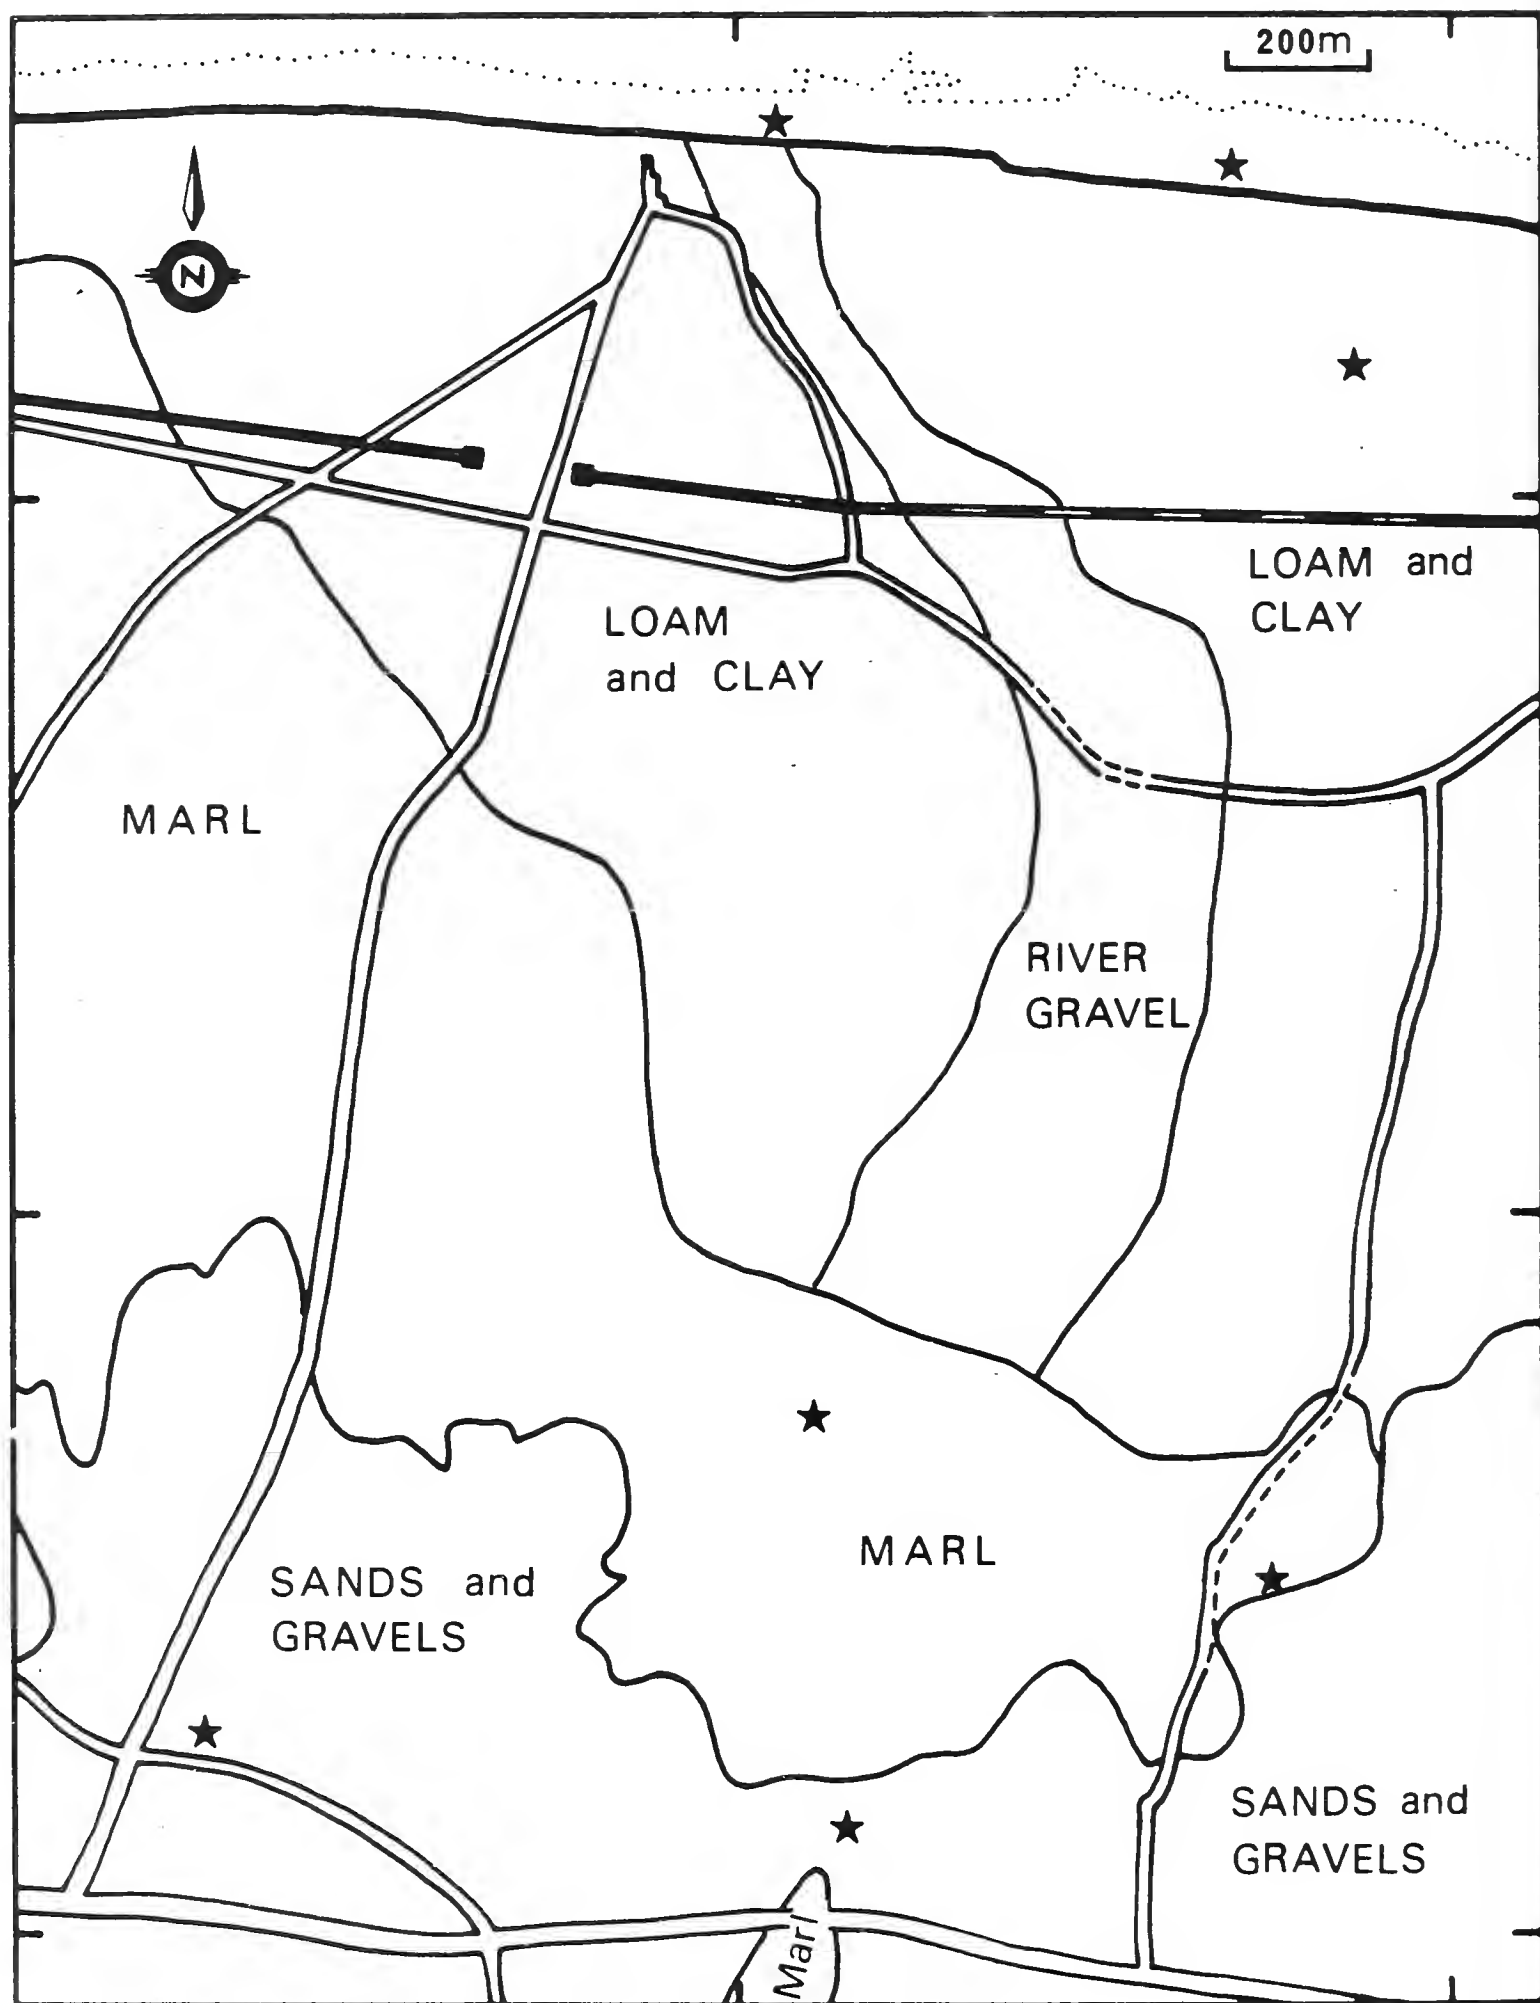 200m
N
LOAM and
CLAY
LOAM
and CLAY
MARL
RIVER
GRAVEL
MARL
SANDS and
GRAVELS
SANDS and
GRAVELS
Marl